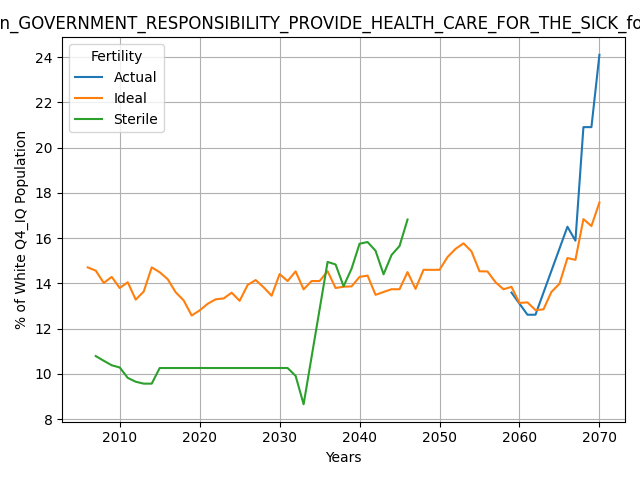 n_GOVERNMENT_RESPONSIBILITY_PROVIDE_HEALTH_CARE_FOR_THE_SICK_fo
Fertility
Actual
Ideal
Sterile
24
22
20
18
16
14
12
10
8
% of White Q4_IQ Population
2010
2020
2030
2040
2050
2060
2070
Years